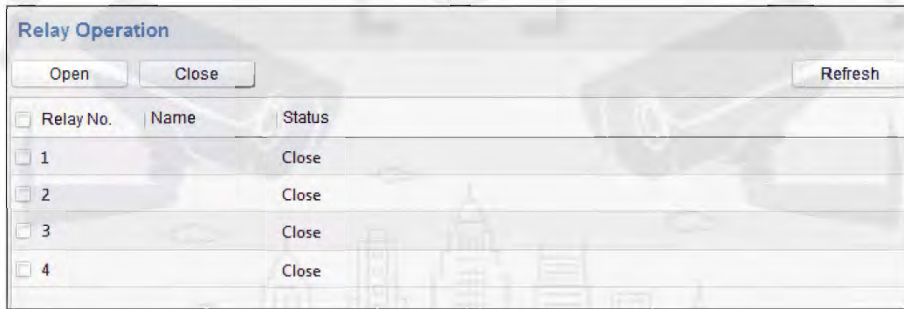 Relay Operation
Open Close Refresh
Relay No. Name Status
1 Close
2 Close
3 Close
4 Close